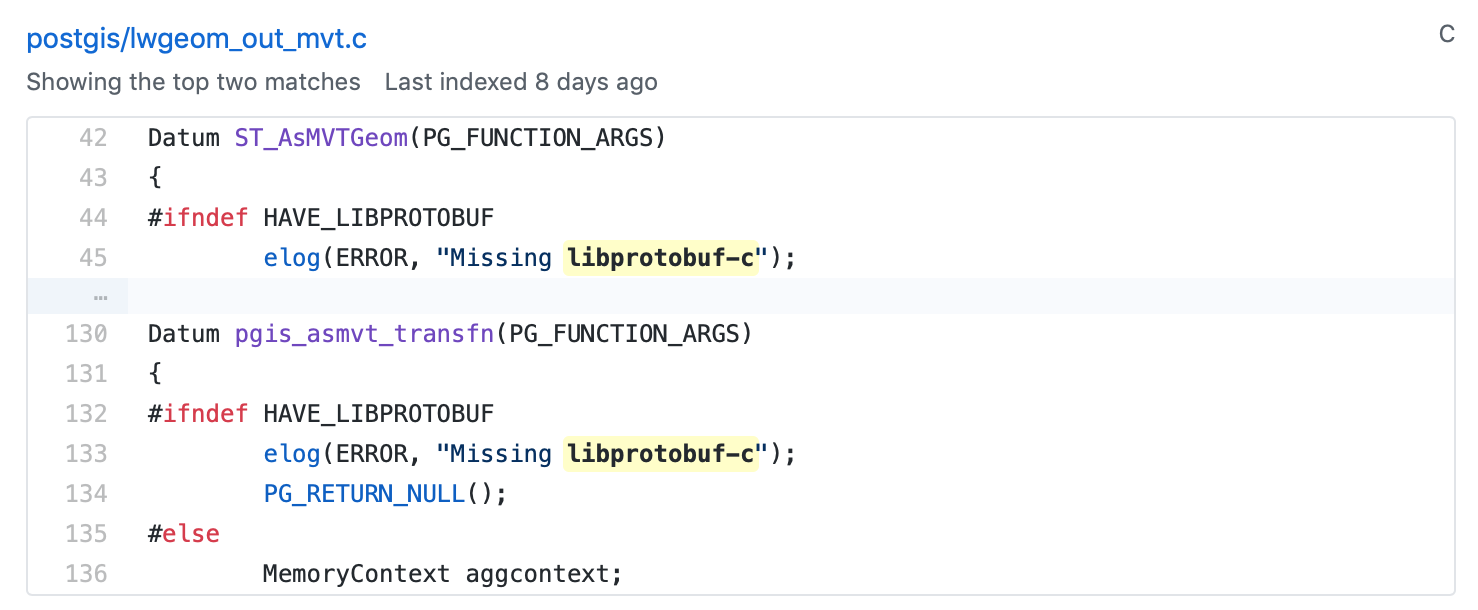 postgis/lwgeom_out_mvt.c
C
Showing the top two matches Last indexed 8 days ago
42 Datum ST_AsMVTGeom(PG_FUNCTION_ARGS)
43 {
44 #ifndef HAVE_LIBPROTOBUF
45 elog(ERROR, "Missing libprotobuf-c");
…
130 Datum pgis_asmvt_transfn(PG_FUNCTION_ARGS)
131 {
132 #ifndef HAVE_LIBPROTOBUF
133 elog(ERROR, "Missing libprotobuf-c");
134 PG_RETURN_NULL();
135 #else
136 MemoryContext aggcontext;